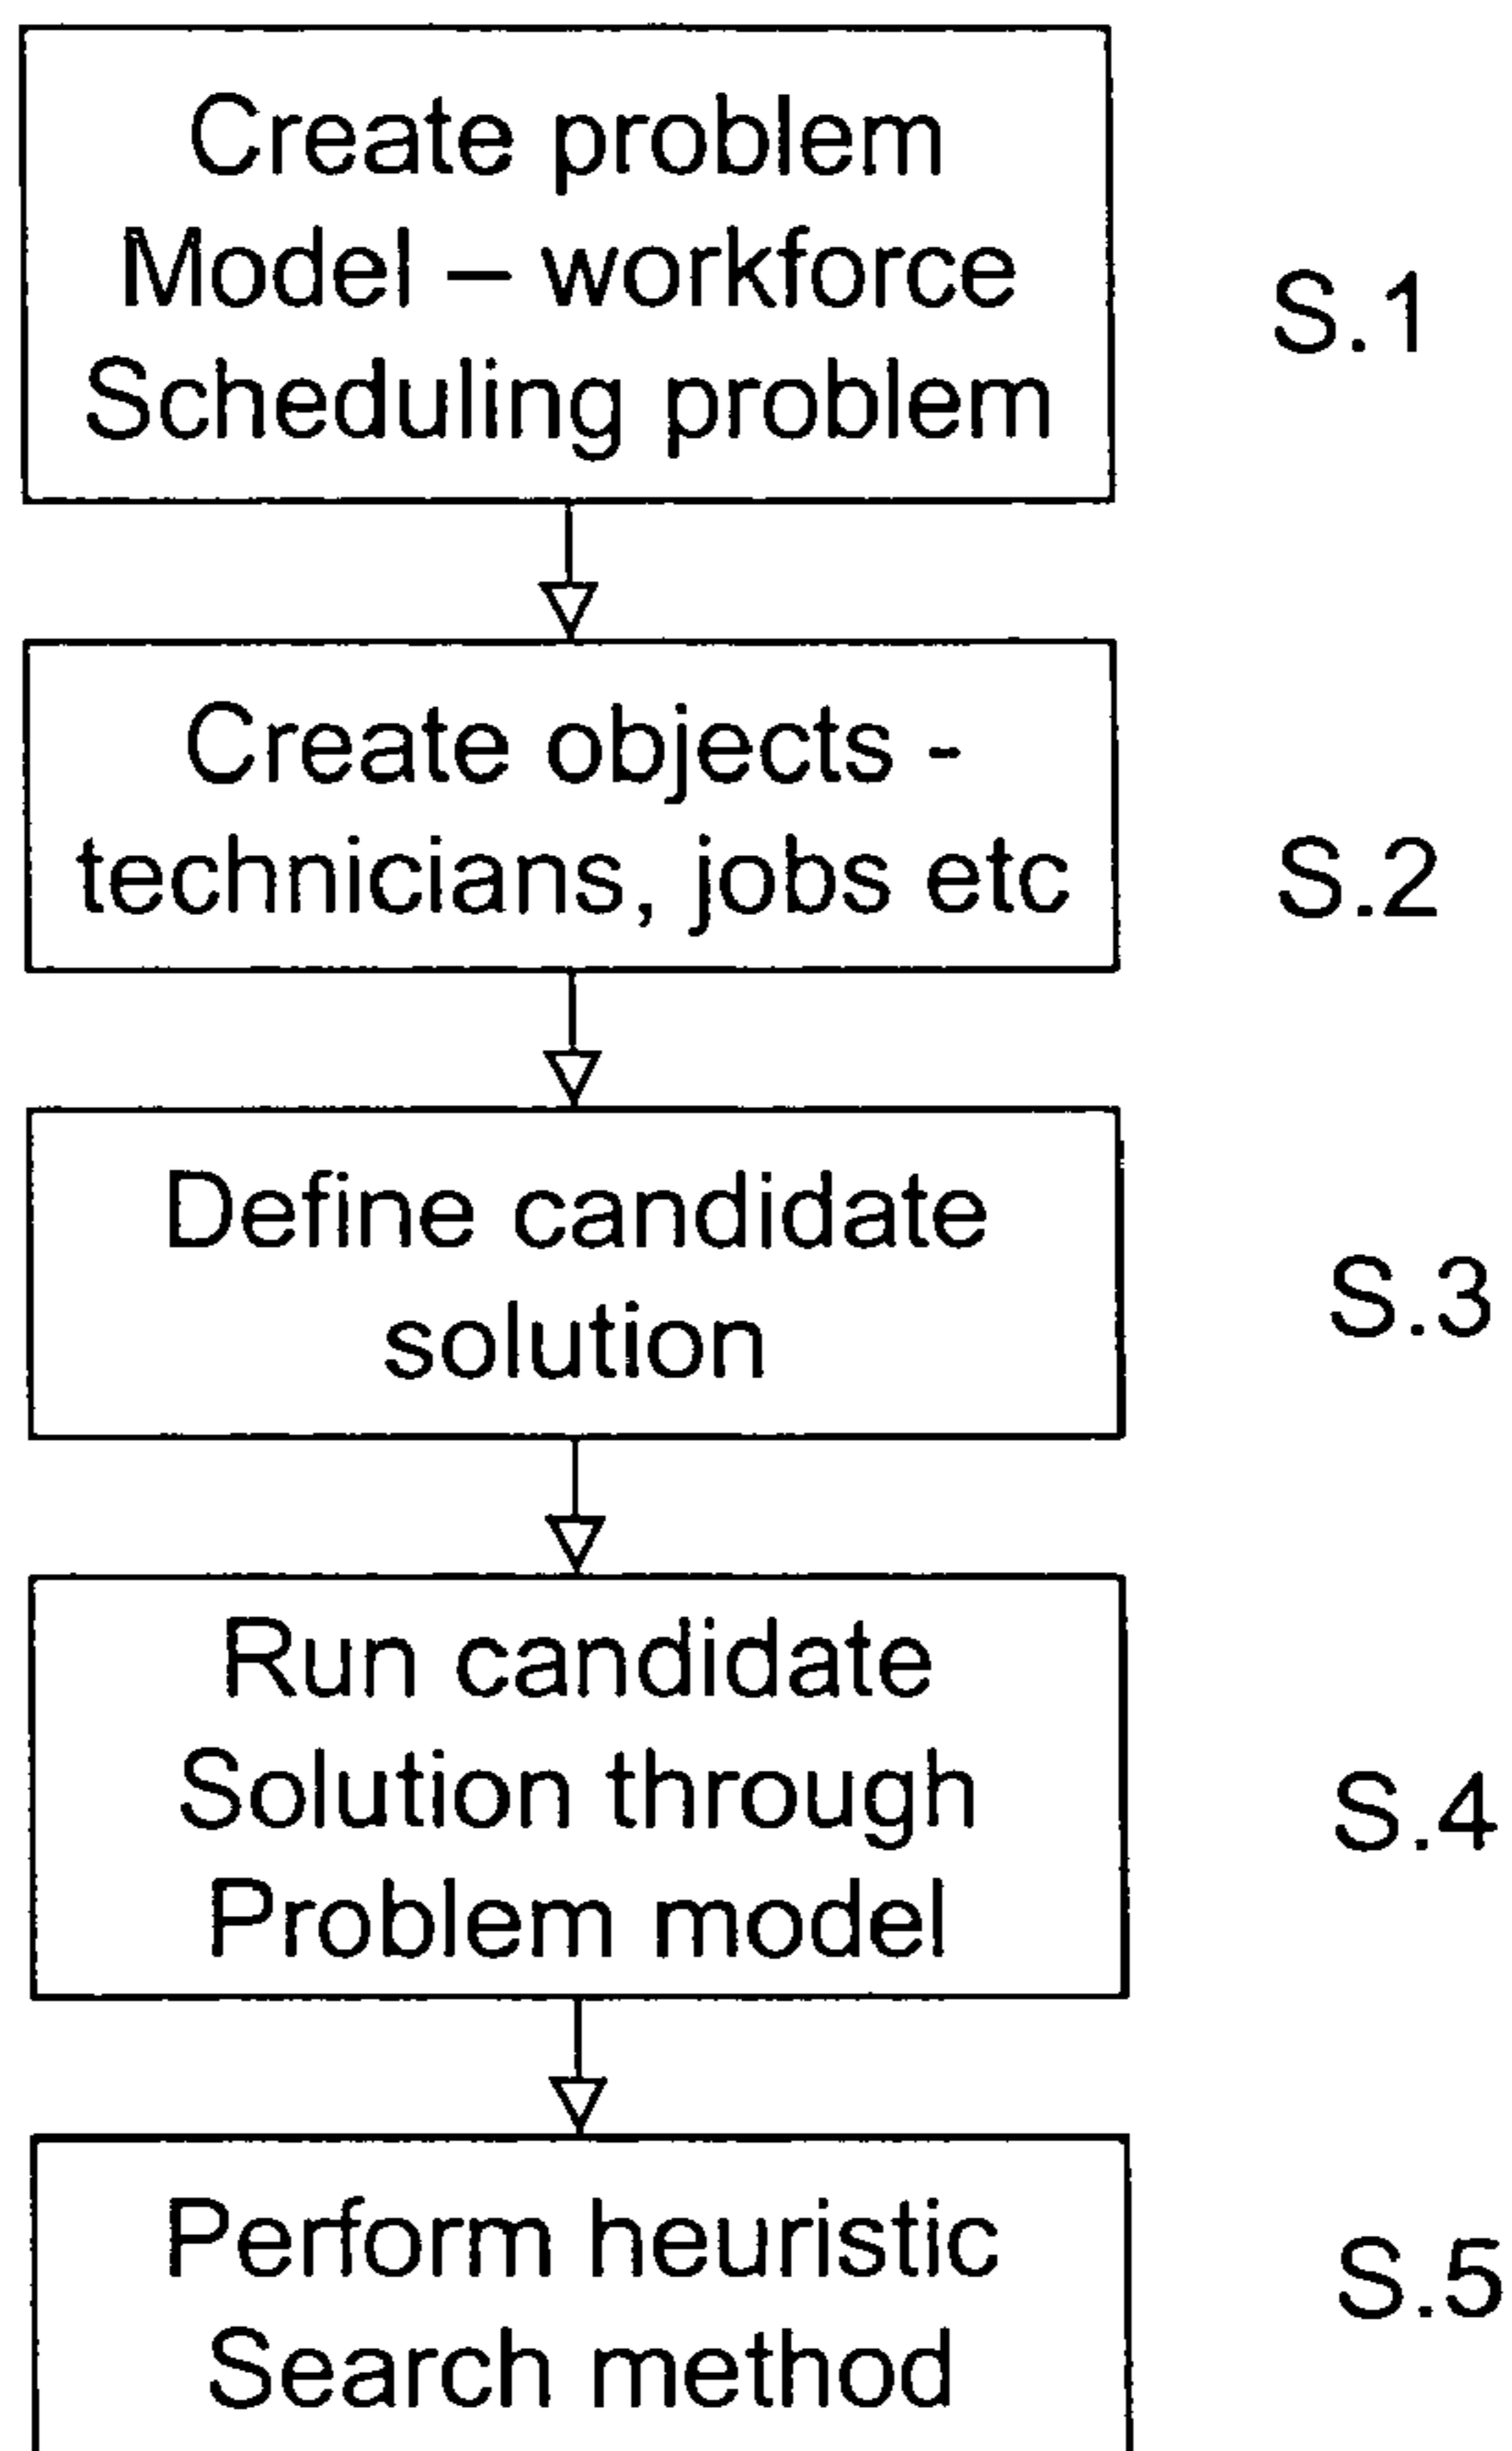 Create problem
Model – workforce
Scheduling problem
S.1
Create objects -
technicians, jobs etc
S.2
Define candidate
solution
S.3
Run candidate
Solution through
Problem model
S.4
Perform heuristic
Search method
S.5